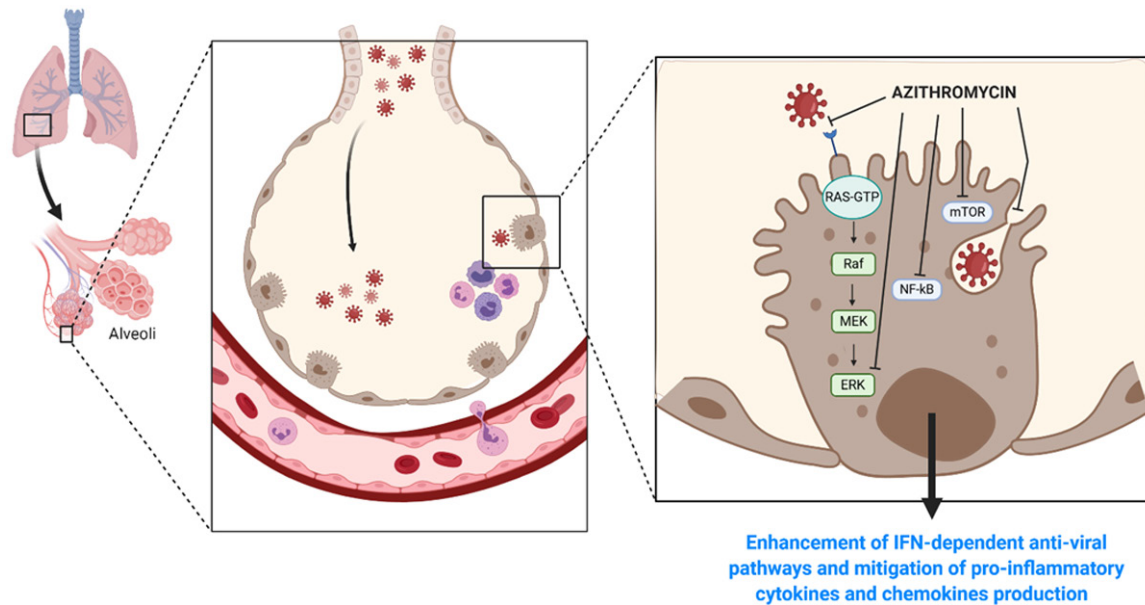 Alveoli
AZITHROMYCIN
RAS-GTP
mTOR
Raf
NF-kB
MEK
ERK
Enhancement of IFN-dependent anti-viral
pathways and mitigation of pro-inflammatory
cytokines and chemokines production